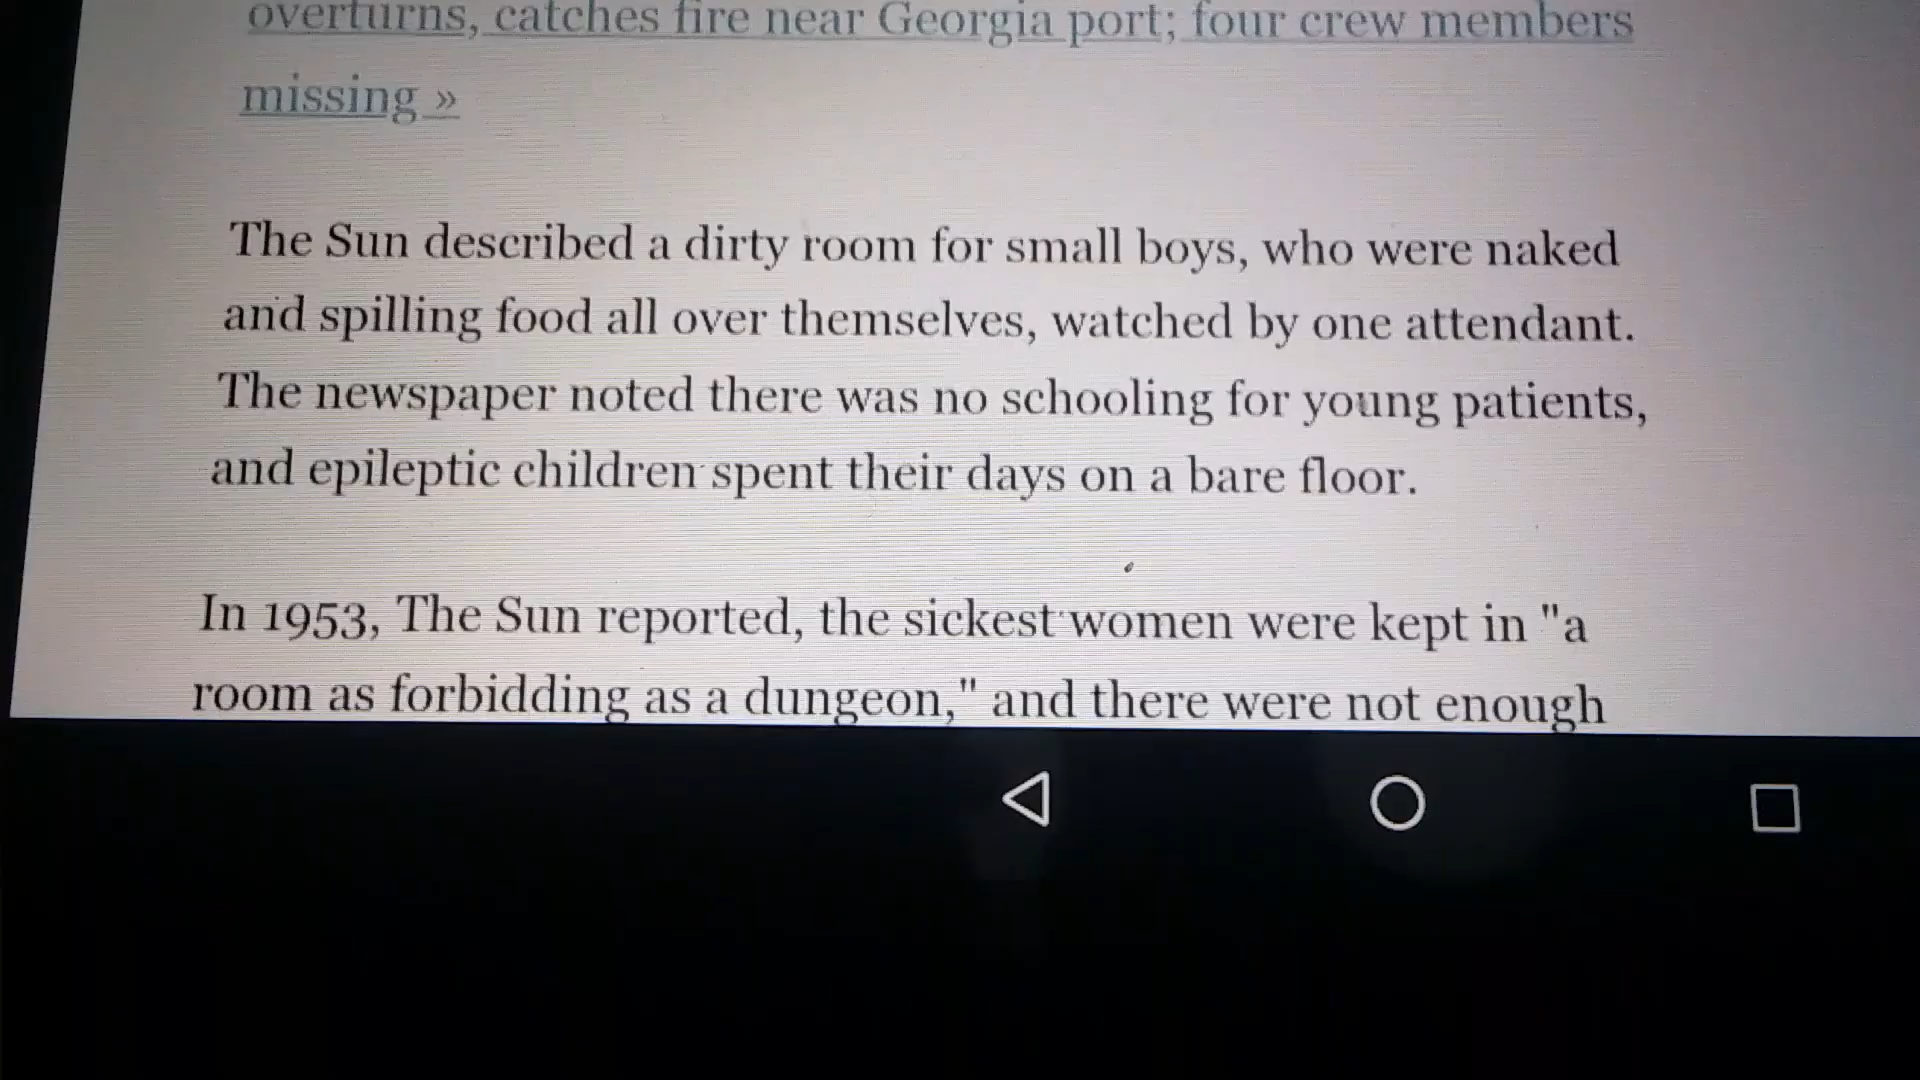 overturns, catches fire near Georgia port; four crew members
missing »
The Sun described a dirty room for small boys, who were naked
and spilling food all over themselves, watched by one attendant.
The newspaper noted there was no schooling for young patients,
and epileptic children spent their days on a bare floor.
In 1953, The Sun reported, the sickest women were kept in "a
room as forbidding as a dungeon," and there were not enough